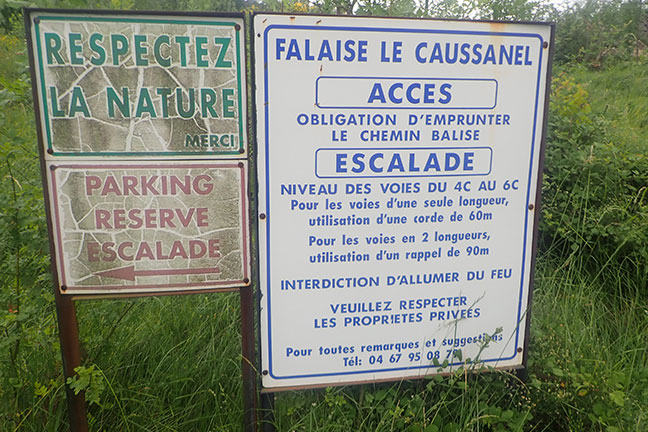 RESPECTEZ
LA NATURE
MERCI
PARKING
RESERVE
ESCALADE
FALAISE LE CAUSSANEL
ACCES
OBLIGATION D'EMPRUNTER
LE CHEMIN BALISE
ESCALADE
NIVEAU DES VOIES DU 4C AU 6C
Pour les voies d'une seule longueur,
utilisation d'une corde de 60m
Pour les voies en 2 longueurs,
utilisation d'un rappel de 90m
INTERDICTION D'ALLUMER DU FEU
VEUILLEZ RESPECTER
LES PROPRIETES PRIVEES
Pour toutes remarques et suggestions
Tél: 04 67 95 08 79